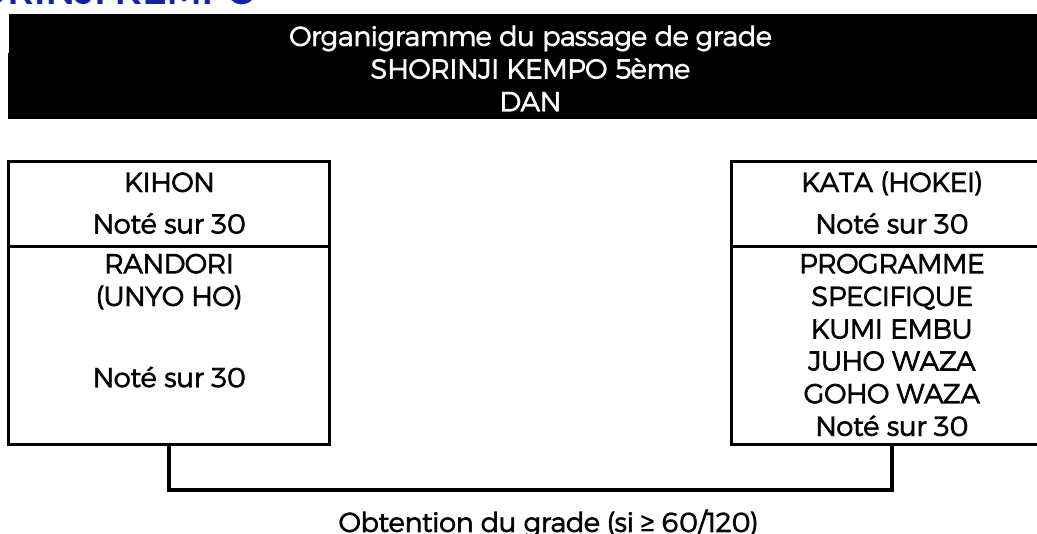 Organigramme du passage de grade
SHORINJI KEMPO 5ème
DAN
KIHON
Noté sur 30
RANDORI
(UNYO HO)
Noté sur 30
KATA (HOKEI)
Noté sur 30
PROGRAMME
SPECIFIQUE
KUMI EMBU
JUHO WAZA
GOHO WAZA
Noté sur 30
Obtention du grade (si ≥ 60/120)